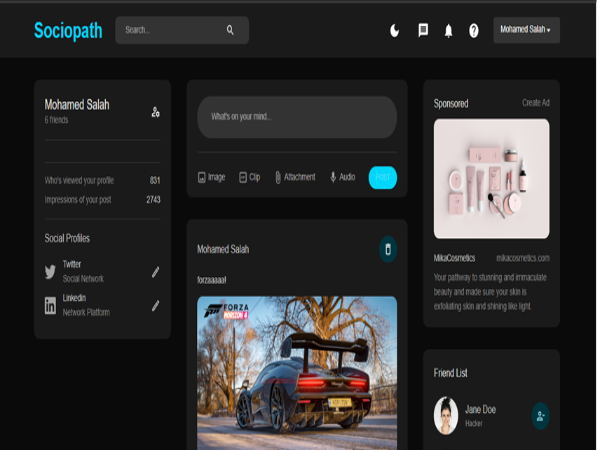 Sociopath
Search...
Mohamed Salah
Mohamed Salah
6 friends
Who's viewed your profile 831
Impressions of your post 2743
Social Profiles
Twitter
Social Network
Linkedin
Network Platform
What's on your mind...
Image Clip Attachment Audio POST
Mohamed Salah
forzaaaaa!
FORZA
HORIZON 4
Sponsored Create Ad
MikaCosmetics mikacosmetics.com
Your pathway to stunning and immaculate
beauty and made sure your skin is
exfoliating skin and shining like light.
Friend List
Jane Doe
Hacker